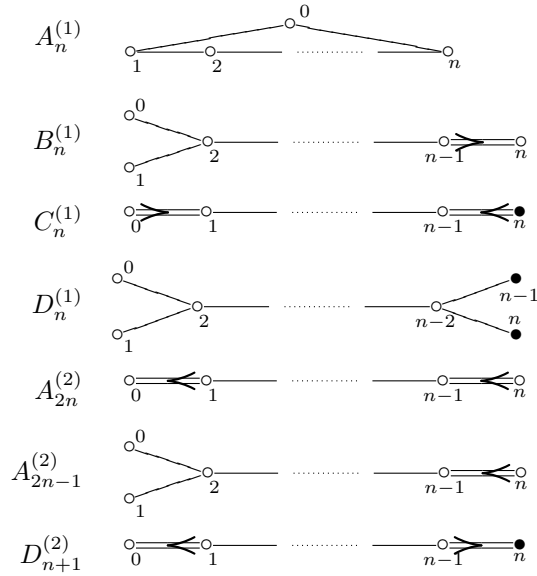 A_n^{(1)} 0 1 2 n
B_n^{(1)} 0 1 2 n−1 n
C_n^{(1)} 0 1 n−1 n
D_n^{(1)} 0 1 2 n−2 n−1 n
A_{2n}^{(2)} 0 1 n−1 n
A_{2n−1}^{(2)} 0 1 2 n−1 n
D_{n+1}^{(2)} 0 1 n−1 n